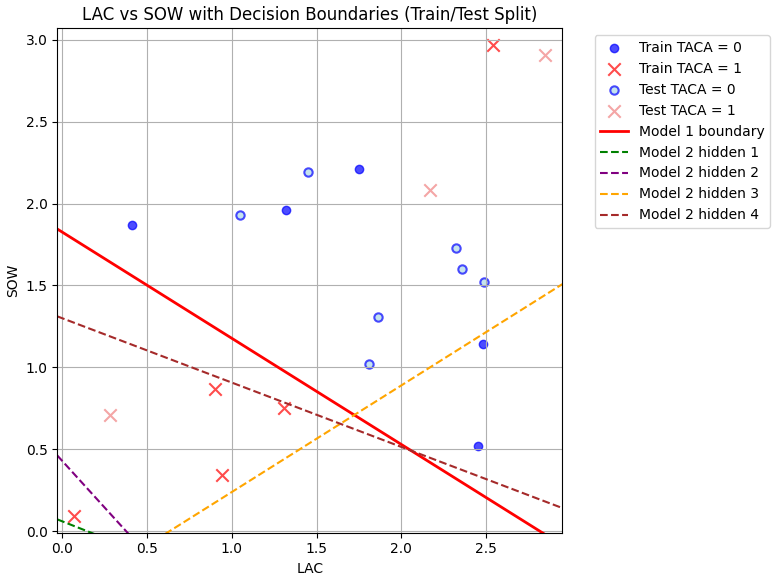 LAC vs SOW with Decision Boundaries (Train/Test Split)
Train TACA = 0
Train TACA = 1
Test TACA = 0
Test TACA = 1
Model 1 boundary
Model 2 hidden 1
Model 2 hidden 2
Model 2 hidden 3
Model 2 hidden 4
SOW
3.0
2.5
2.0
1.5
1.0
0.5
0.0
0.0 0.5 1.0 1.5 2.0 2.5
LAC